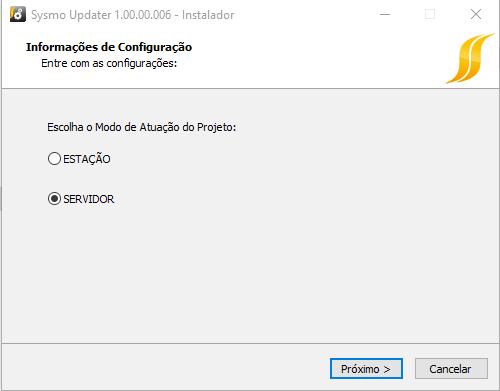 Sysmo Updater 1.00.00.006 - Instalador
Informações de Configuração
Entre com as configurações:
Escolha o Modo de Atuação do Projeto:
ESTAÇÃO
SERVIDOR
Próximo >
Cancelar